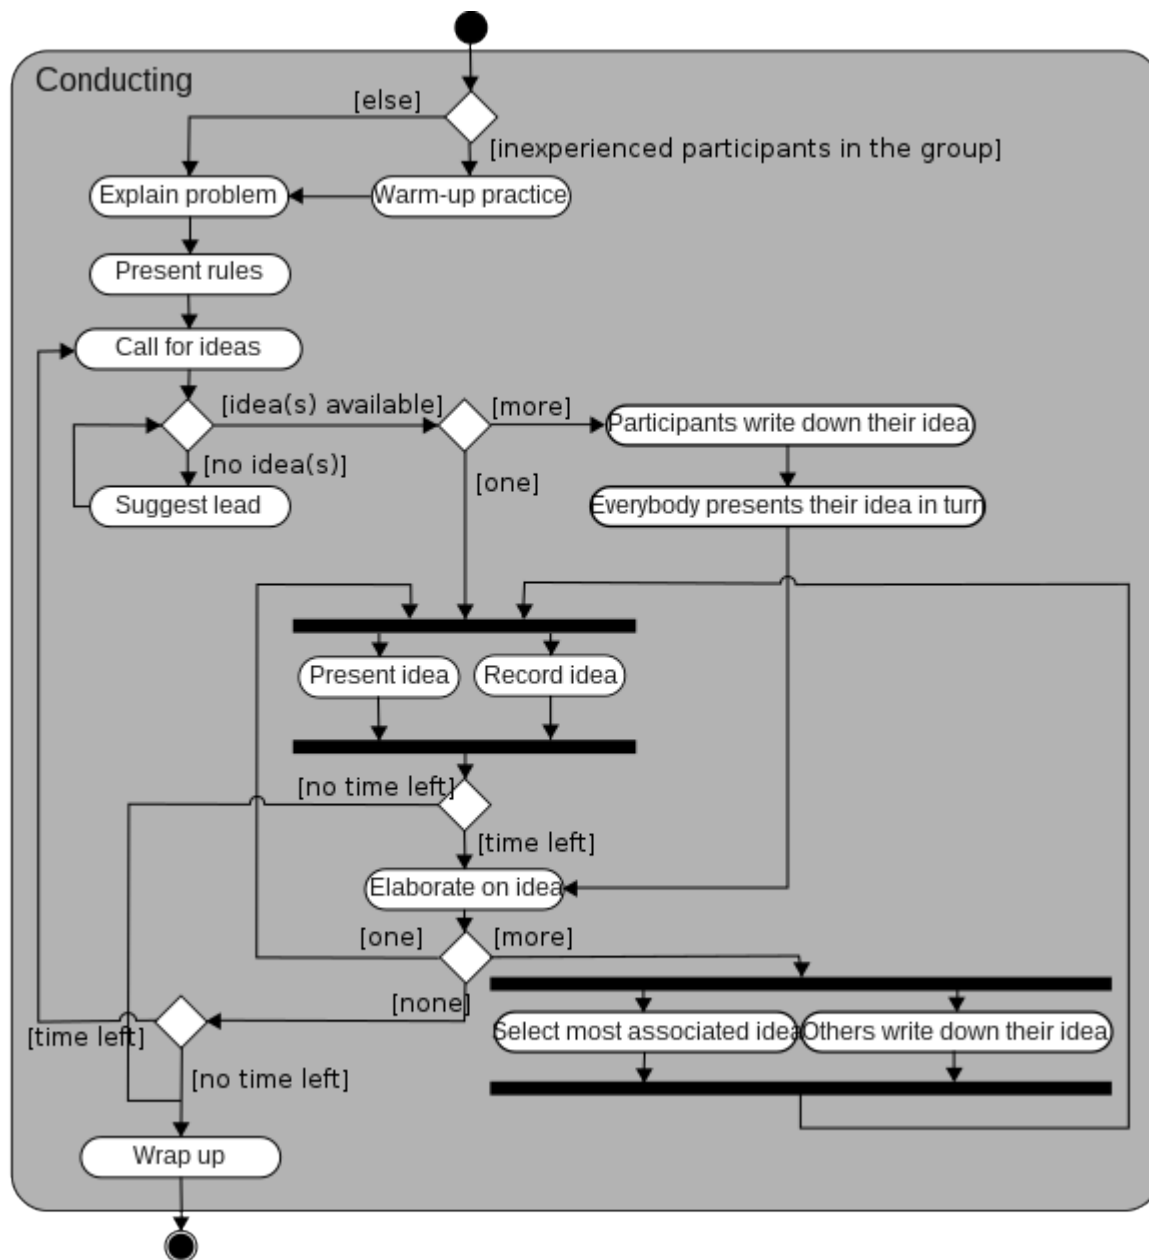 Conducting
[else]
[inexperienced participants in the group]
Explain problem
Warm-up practice
Present rules
Call for ideas
[idea(s) available]
[more]
Participants write down their idea
[no idea(s)]
[one]
Suggest lead
Everybody presents their idea in turn
Present idea
Record idea
[no time left]
[time left]
Elaborate on idea
[one]
[more]
[none]
[time left]
Select most associated idea
Others write down their idea
[no time left]
Wrap up